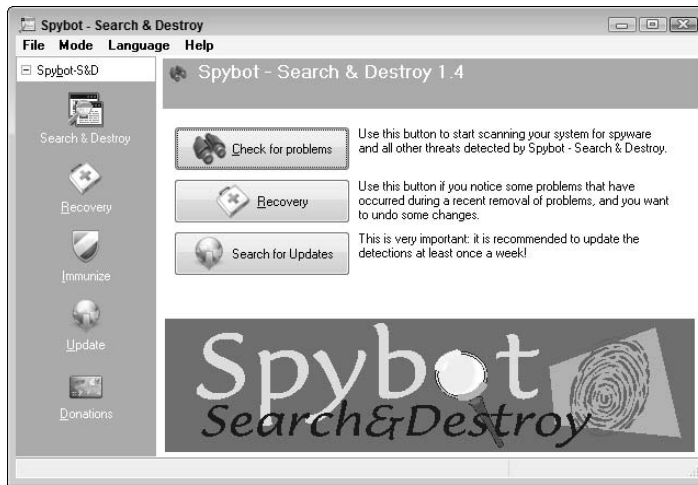 Spybot - Search & Destroy
File Mode Language Help
Spybot-S&D
Search & Destroy
Recovery
Immunize
Update
Donations
Spybot - Search & Destroy 1.4
Check for problems
Use this button to start scanning your system for spyware
and all other threats detected by Spybot - Search & Destroy.
Recovery
Use this button if you notice some problems that have
occurred during a recent removal of problems, and you want
to undo some changes.
Search for Updates
This is very important: it is recommended to update the
detections at least once a week!
Spybot
Search&Destroy